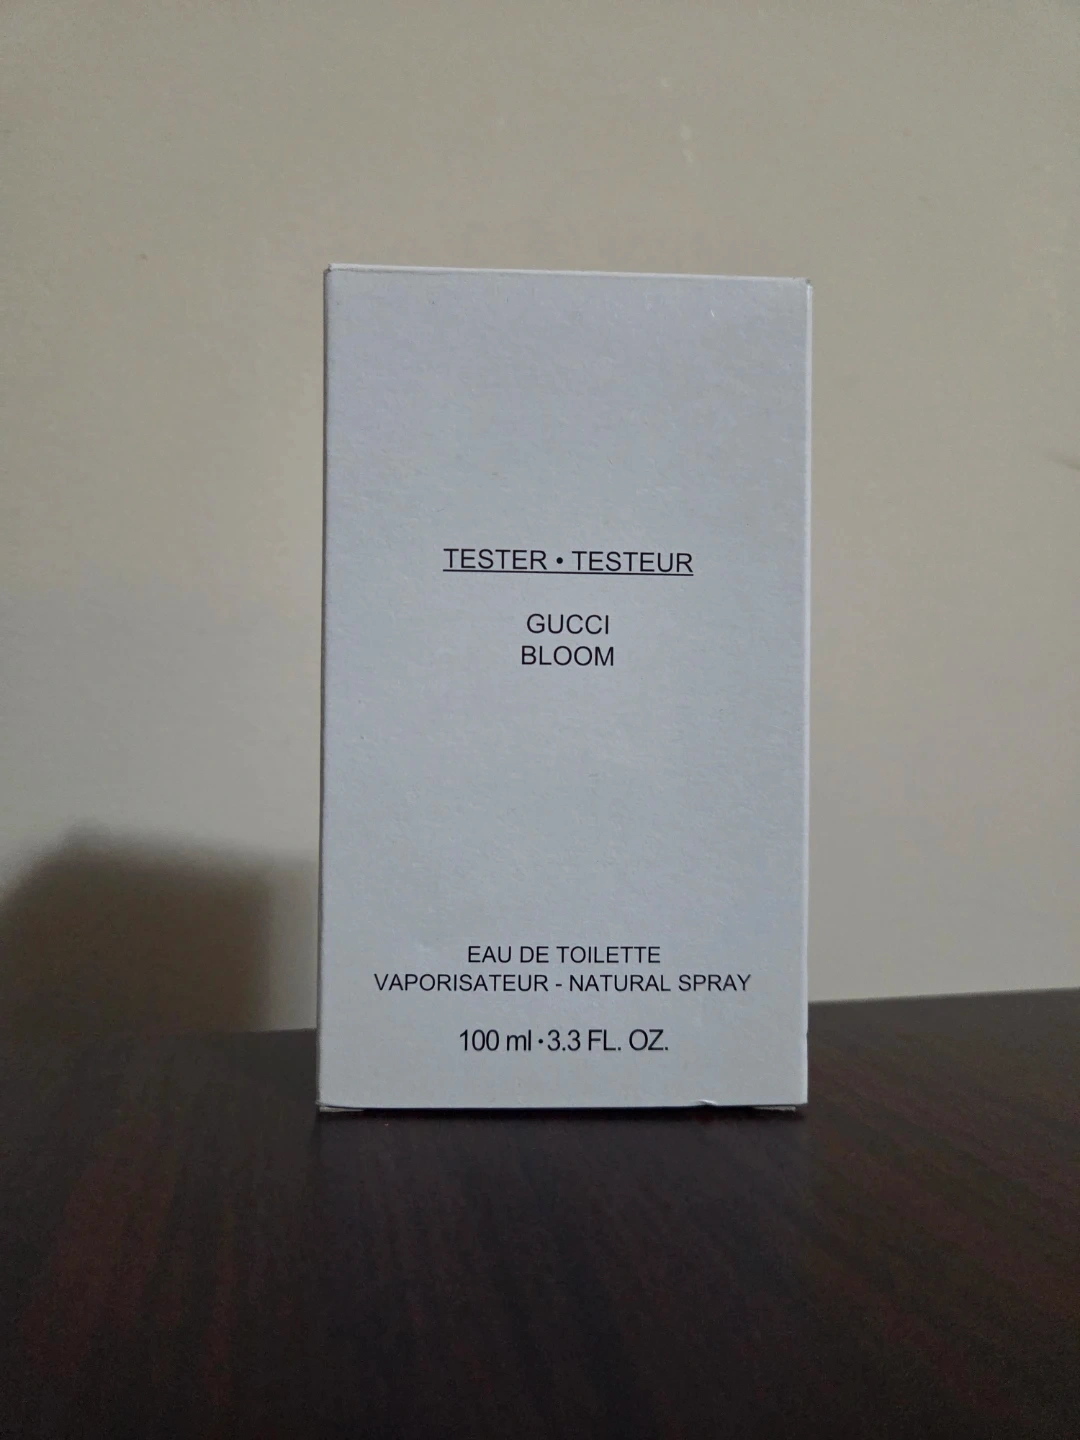 TESTER • TESTEUR
GUCCI
BLOOM
EAU DE TOILETTE
VAPORISATEUR - NATURAL SPRAY
100 ml • 3.3 FL. OZ.